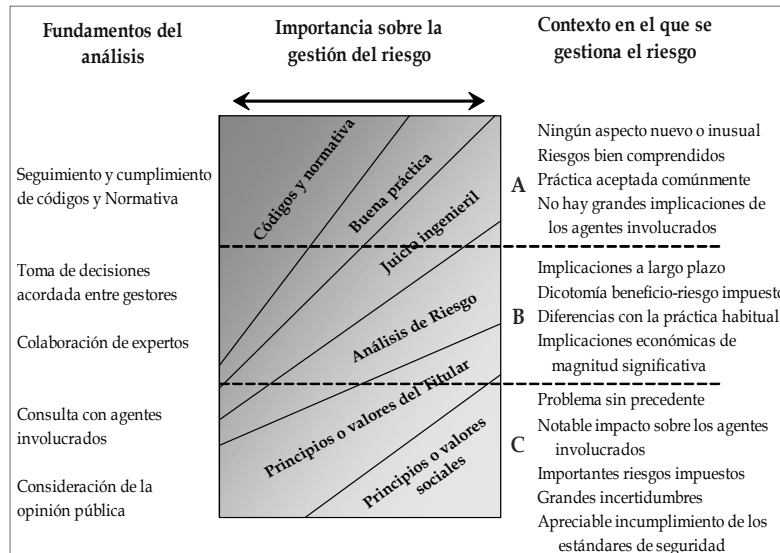 Fundamentos del
análisis
Importancia sobre la
gestión del riesgo
Contexto en el que se
gestiona el riesgo
Seguimiento y cumplimiento
de códigos y Normativa
Toma de decisiones
acordada entre gestores
Colaboración de expertos
Consulta con agentes
involucrados
Consideración de la
opinión pública
Códigos y normativa
Buena práctica
Juicio ingenieril
Análisis de Riesgo
Principios o valores del Titular
Principios o valores
sociales
A
Ningún aspecto nuevo o inusual
Riesgos bien comprendidos
Práctica aceptada comúnmente
No hay grandes implicaciones de
los agentes involucrados
B
Implicaciones a largo plazo
Dicotomía beneficio-riesgo impuesto
Diferencias con la práctica habitual
Implicaciones económicas de
magnitud significativa
C
Problema sin precedente
Notable impacto sobre los agentes
involucrados
Importantes riesgos impuestos
Grandes incertidumbres
Apreciable incumplimiento de los
estándares de seguridad